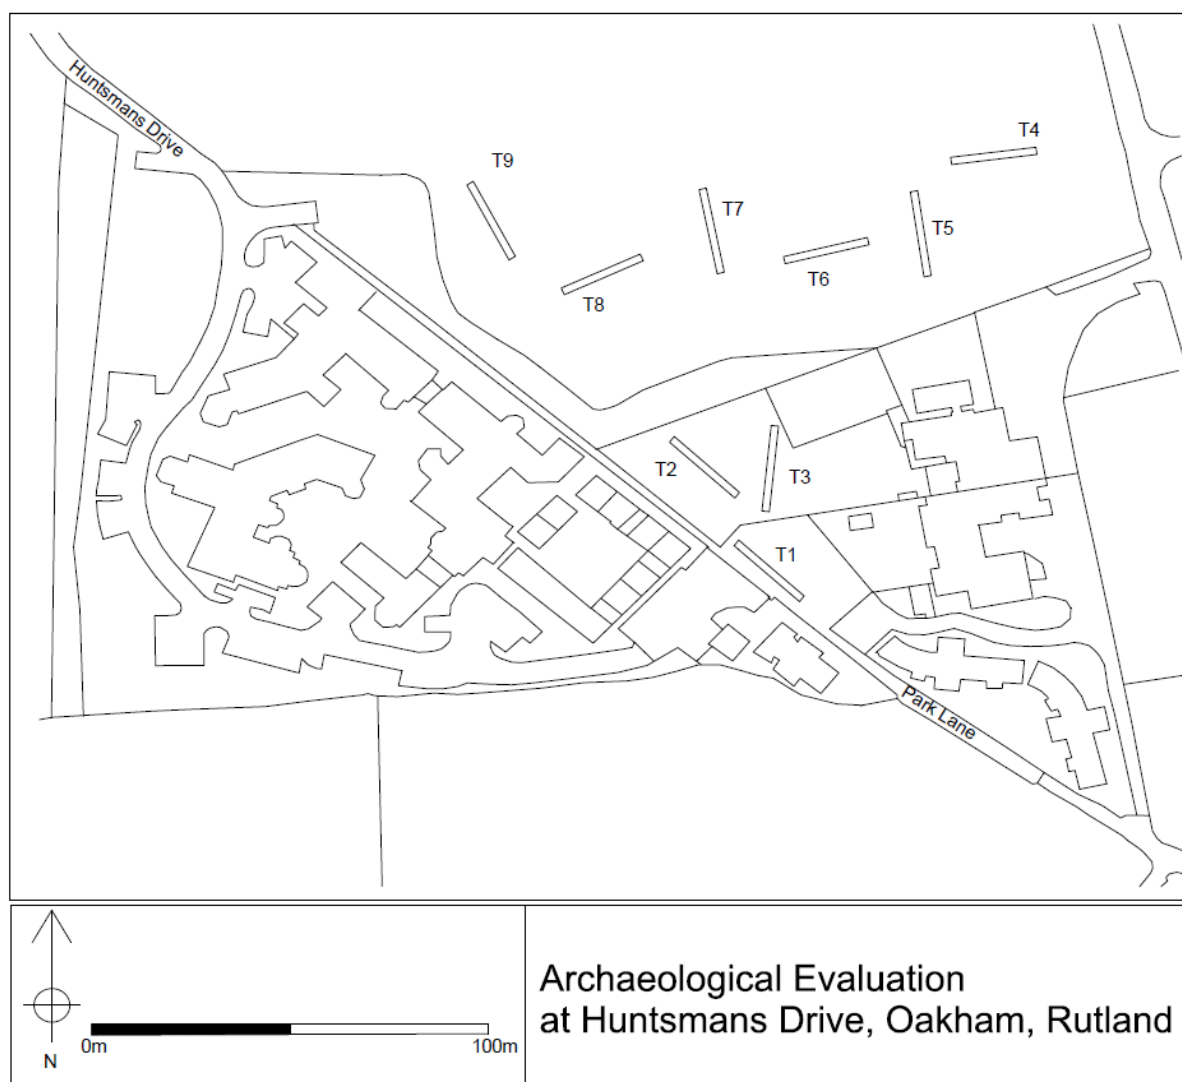 Huntsmans Drive
T4
T9
T7
T5
T6
T8
T2
T3
T1
Park Lane
N
0m
100m
Archaeological Evaluation
at Huntsmans Drive, Oakham, Rutland